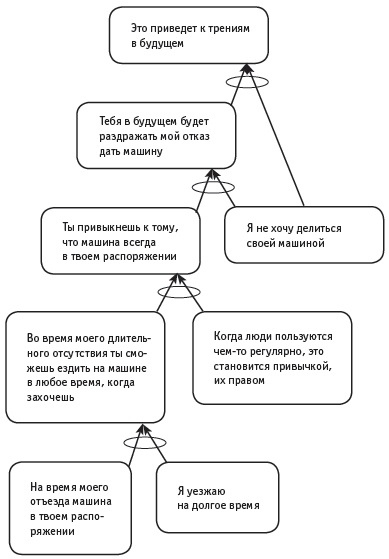 Это приведет к трениям
в будущем
Тебя в будущем будет
раздражать мой отказ
дать машину
Ты привыкнешь к тому,
что машина всегда
в твоем распоряжении
Я не хочу делиться
своей машиной
Во время моего длитель-
ного отсутствия ты смо-
жешь ездить на машине
в любое время, когда
захочешь
Когда люди пользуются
чем-то регулярно, это
становится привычкой,
их правом
На время моего
отъезда машина
в твоем распо-
ряжении
Я уезжаю
на долгое время